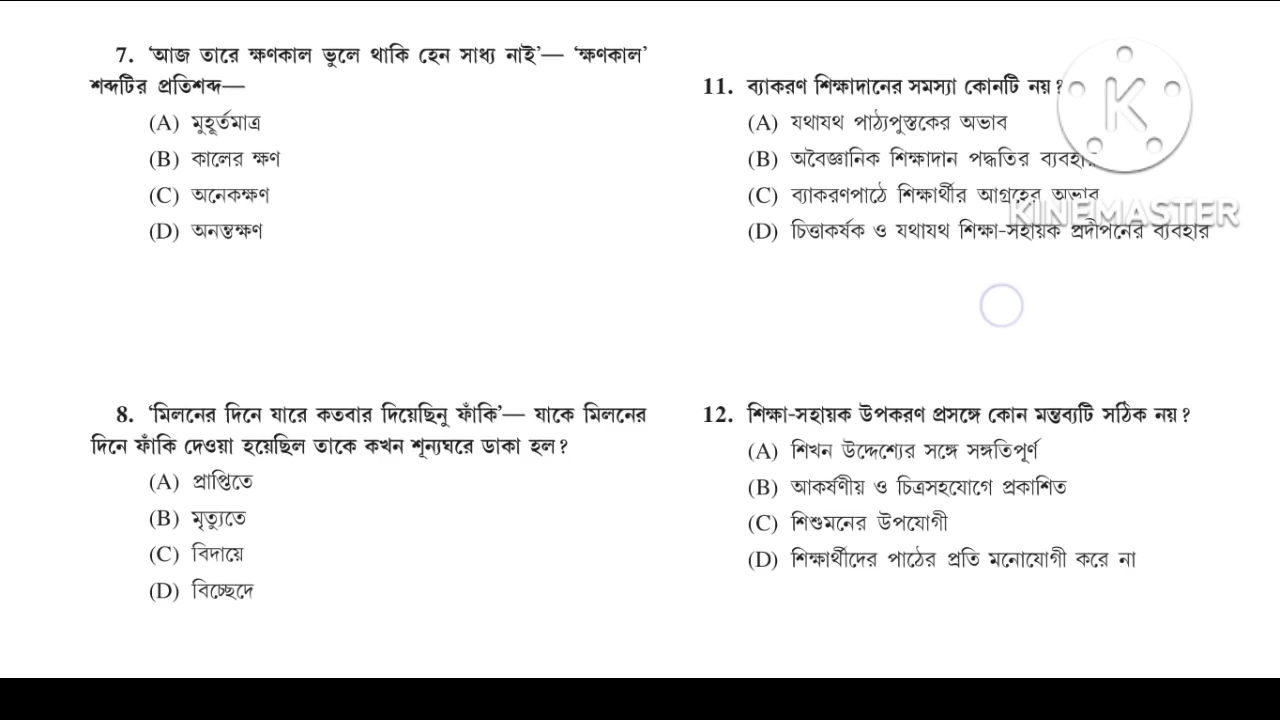 7. ‘আজ তারে ক্ষণকাল ভুলে থাকি হেন সাধ্য নাই’— ‘ক্ষণকাল’
শব্দটির প্রতিশব্দ—
(A) মুহূর্তমাত্র
(B) কালের ক্ষণ
(C) অনেকক্ষণ
(D) অনন্তক্ষণ
8. ‘মিলনের দিনে যারে কতবার দিয়েছিনু ফাঁকি’— যাকে মিলনের
দিনে ফাঁকি দেওয়া হয়েছিল তাকে কখন শূন্যঘরে ডাকা হল?
(A) প্রাপ্তিতে
(B) মৃত্যুতে
(C) বিদায়ে
(D) বিচ্ছেদে
11. ব্যাকরণ শিক্ষাদানের সমস্যা কোনটি নয়?
(A) যথাযথ পাঠ্যপুস্তকের অভাব
(B) অবৈজ্ঞানিক শিক্ষাদান পদ্ধতির ব্যবহার
(C) ব্যাকরণপাঠে শিক্ষার্থীর আগ্রহের অভাব
(D) চিত্তাকর্ষক ও যথাযথ শিক্ষা-সহায়ক প্রদীপনের ব্যবহার
12. শিক্ষা-সহায়ক উপকরণ প্রসঙ্গে কোন মন্তব্যটি সঠিক নয়?
(A) শিখন উদ্দেশ্যের সঙ্গে সঙ্গতিপূর্ণ
(B) আকর্ষণীয় ও চিত্রসহযোগে প্রকাশিত
(C) শিশুমনের উপযোগী
(D) শিক্ষার্থীদের পাঠের প্রতি মনোযোগী করে না
K
KINEMASTER